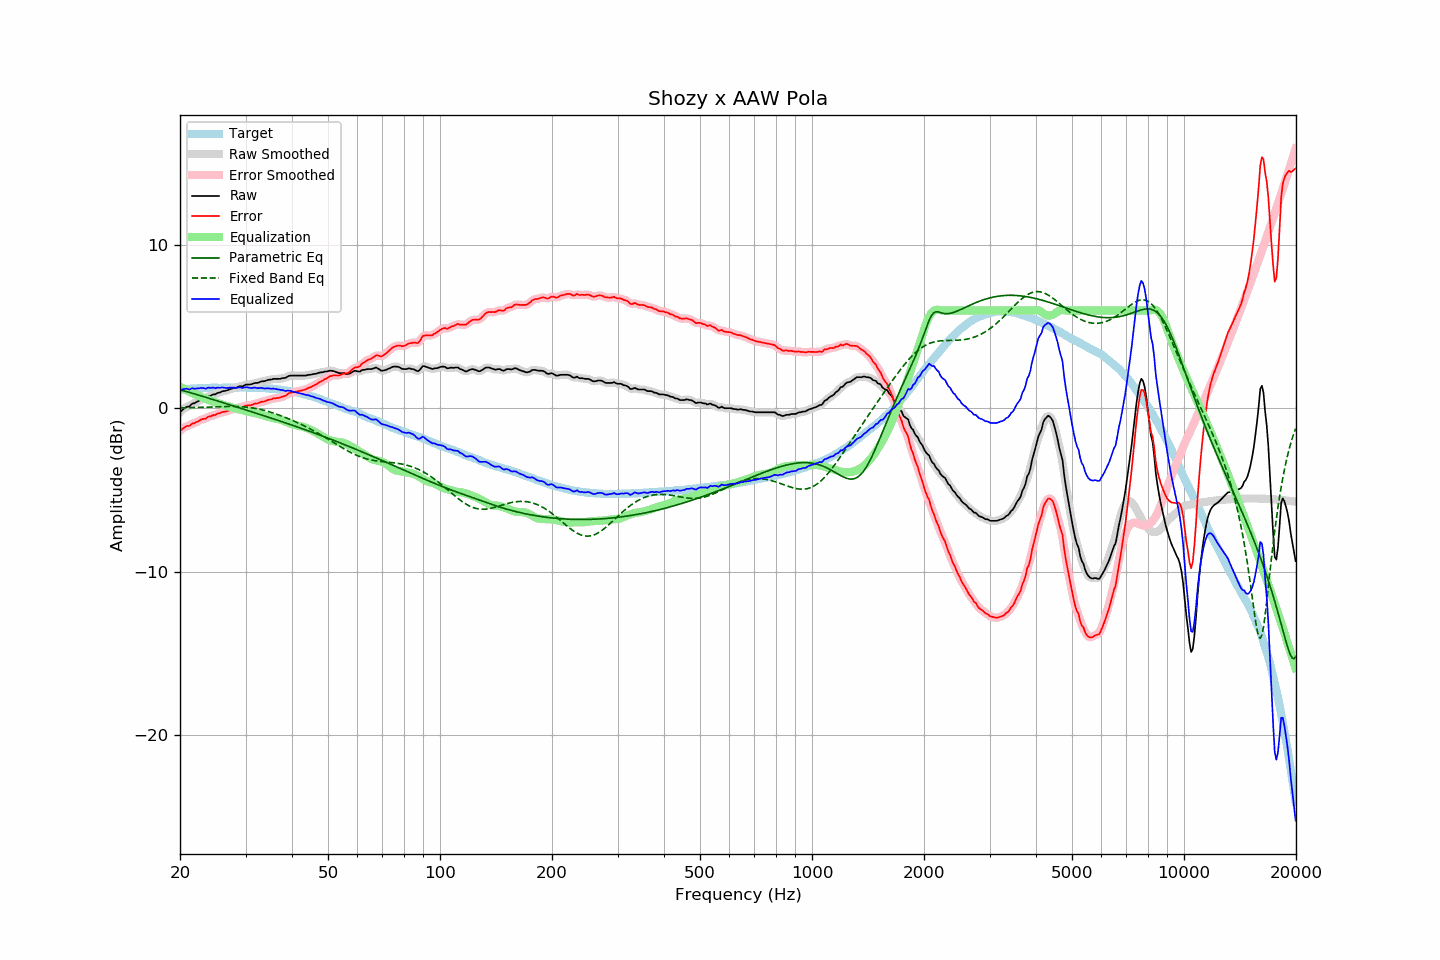 Shozy x AAW Pola
Target
Raw Smoothed
Error Smoothed
Raw
Error
Equalization
Parametric Eq
Fixed Band Eq
Equalized
10
0
−10
−20
Amplitude (dBr)
20
50
100
200
500
1000
2000
5000
10000
20000
Frequency (Hz)